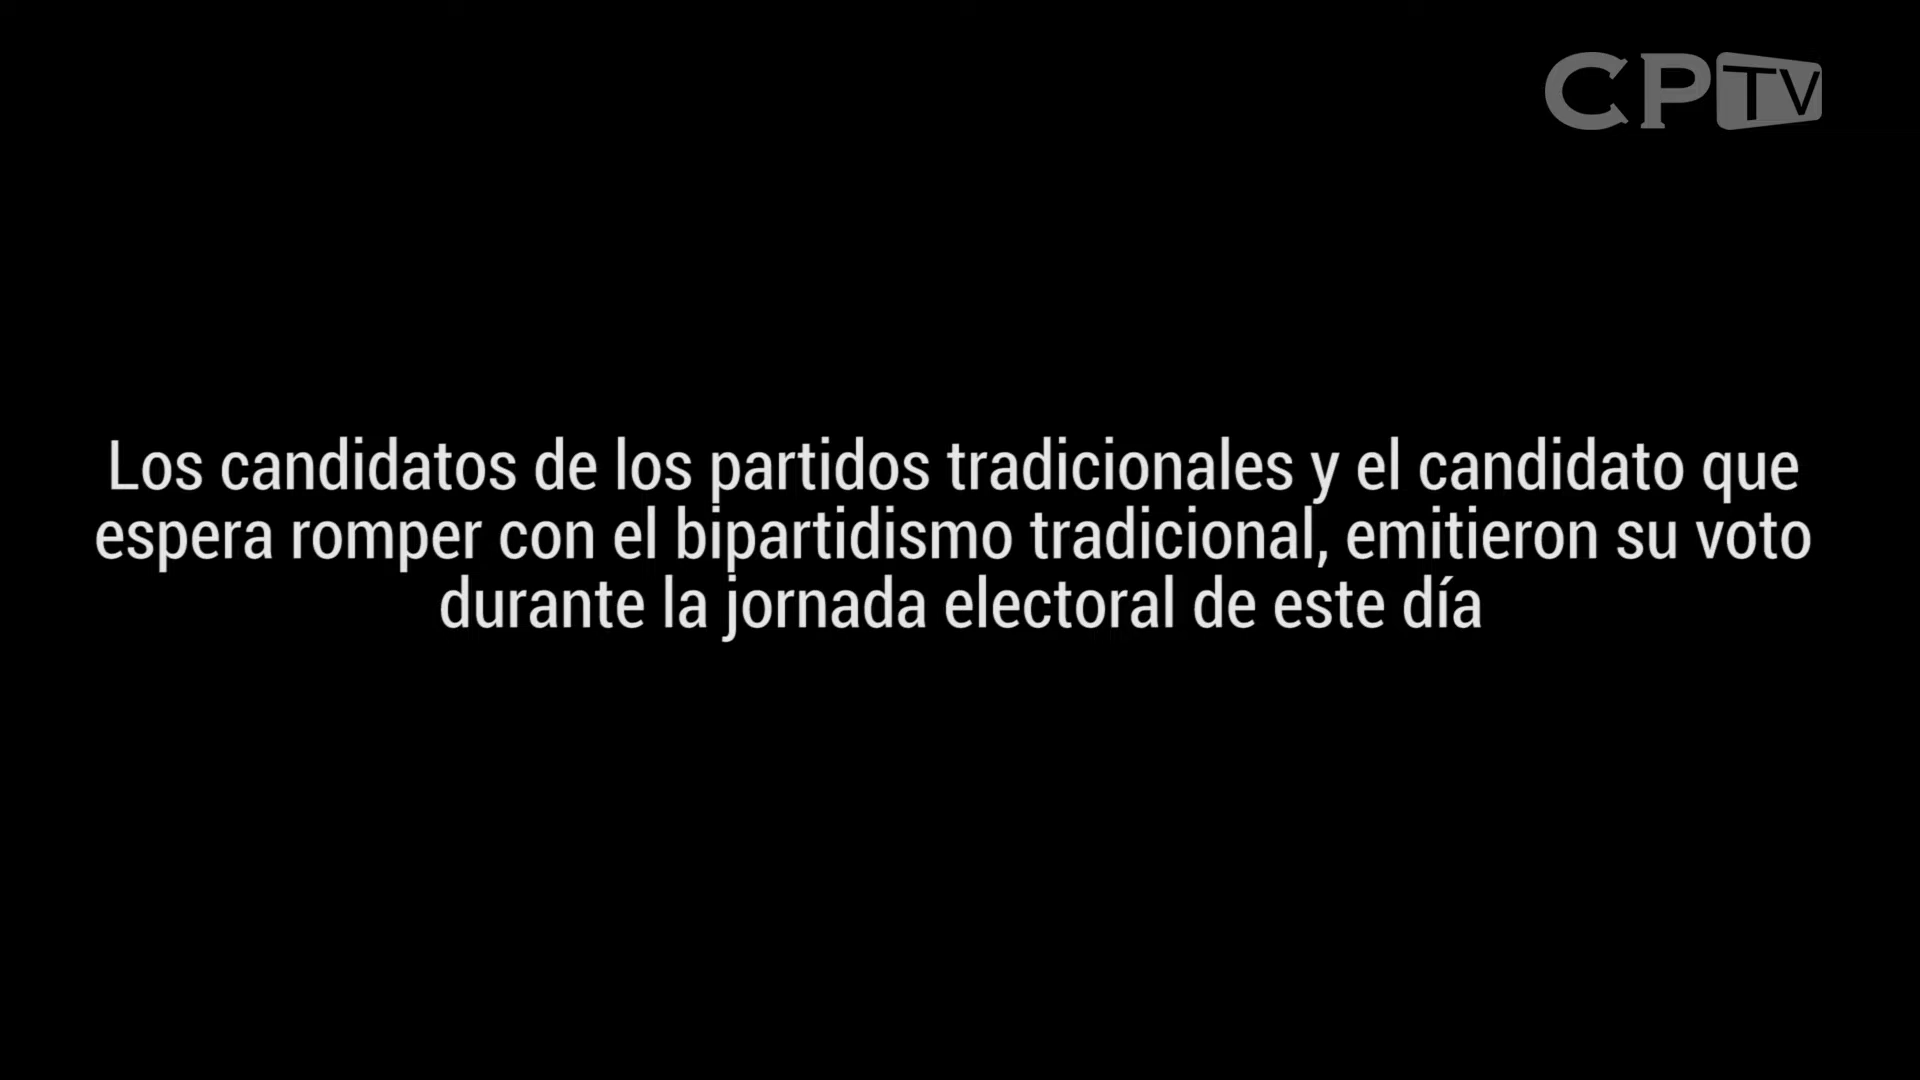 CPTV
Los candidatos de los partidos tradicionales y el candidato que
espera romper con el bipartidismo tradicional, emitieron su voto
durante la jornada electoral de este día